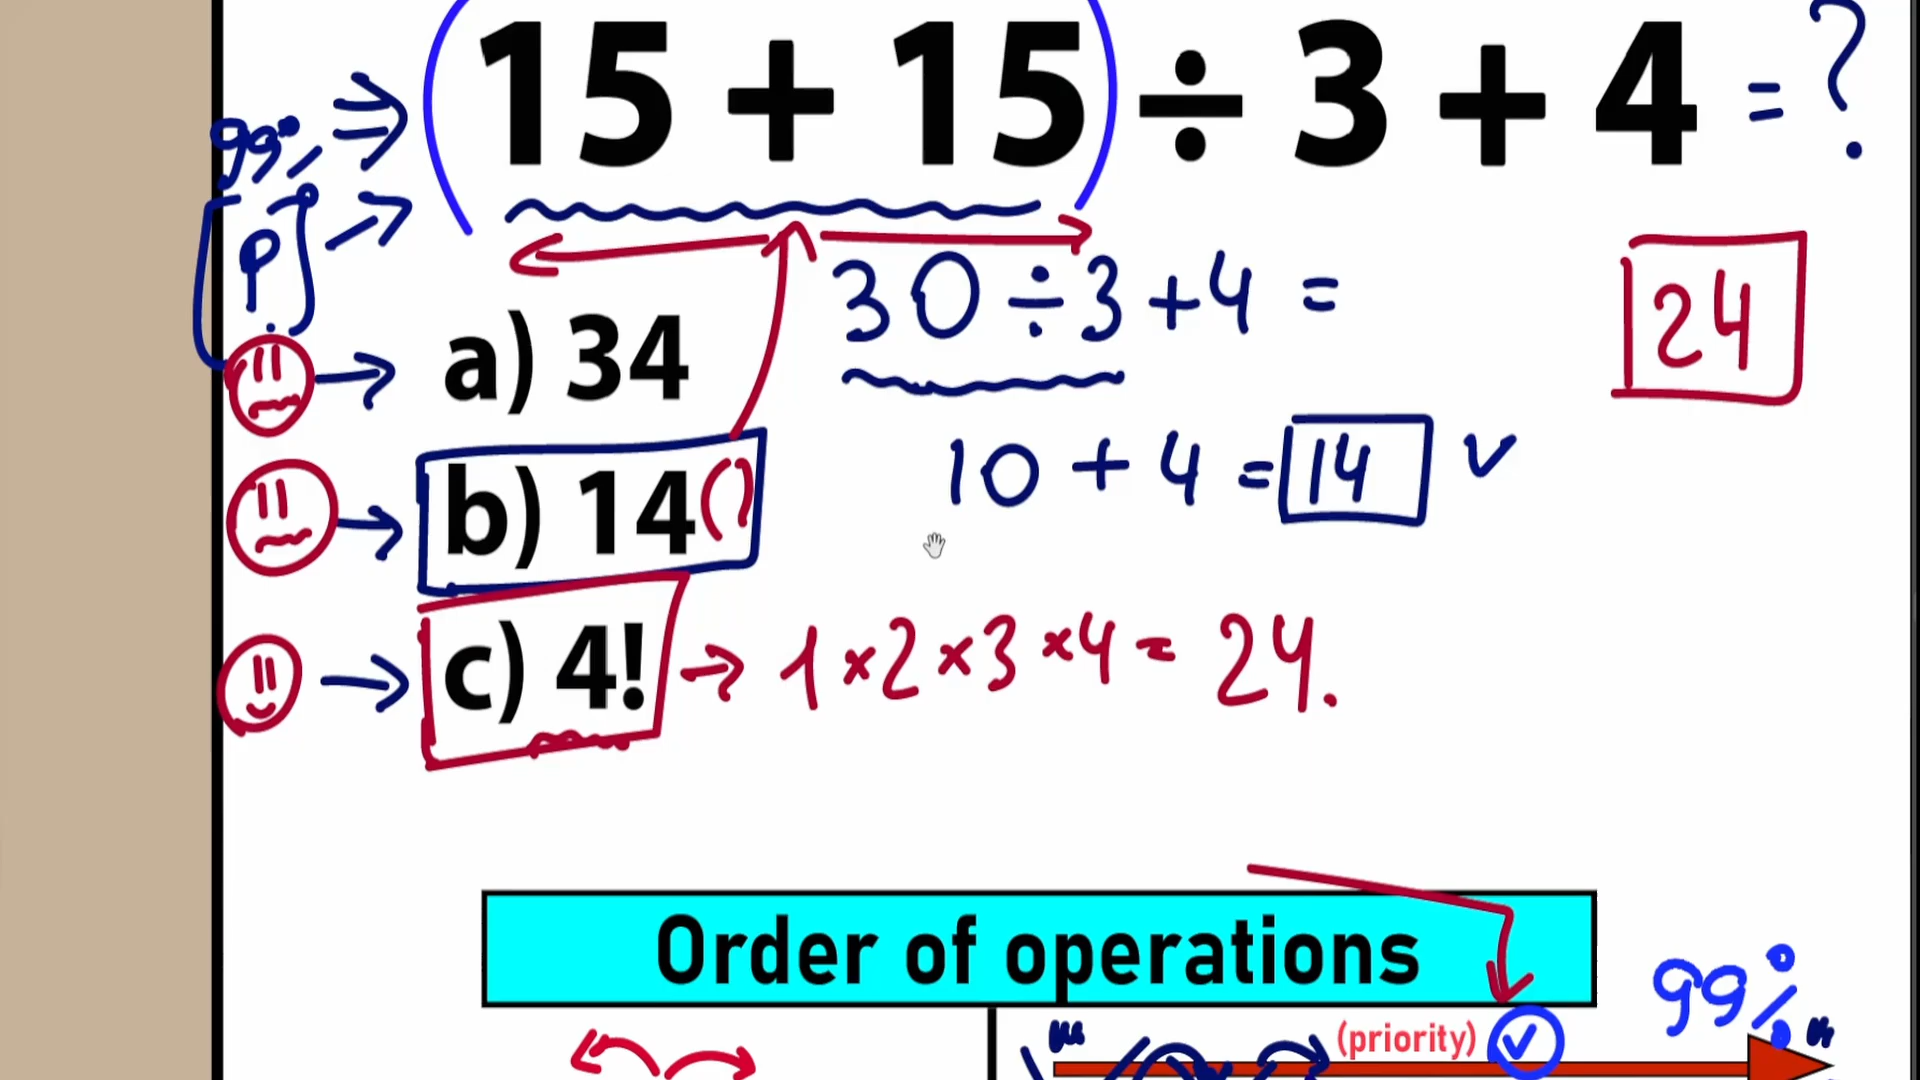 (15 + 15) ÷ 3 + 4 = ?
99%
P
30 ÷ 3 + 4 =
24
a) 34
10 + 4 = 14
b) 14 ()
c) 4! → 1 × 2 × 3 × 4 = 24.
Order of operations
99%
(priority)